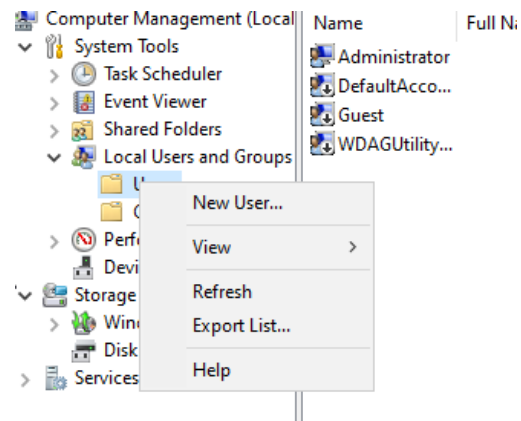 Computer Management (Local
System Tools
Task Scheduler
Event Viewer
Shared Folders
Local Users and Groups
Storage
Disk
Services
New User...
View
Refresh
Export List...
Help
Name
Full Na
Administrator
DefaultAcco...
Guest
WDAGUtility...